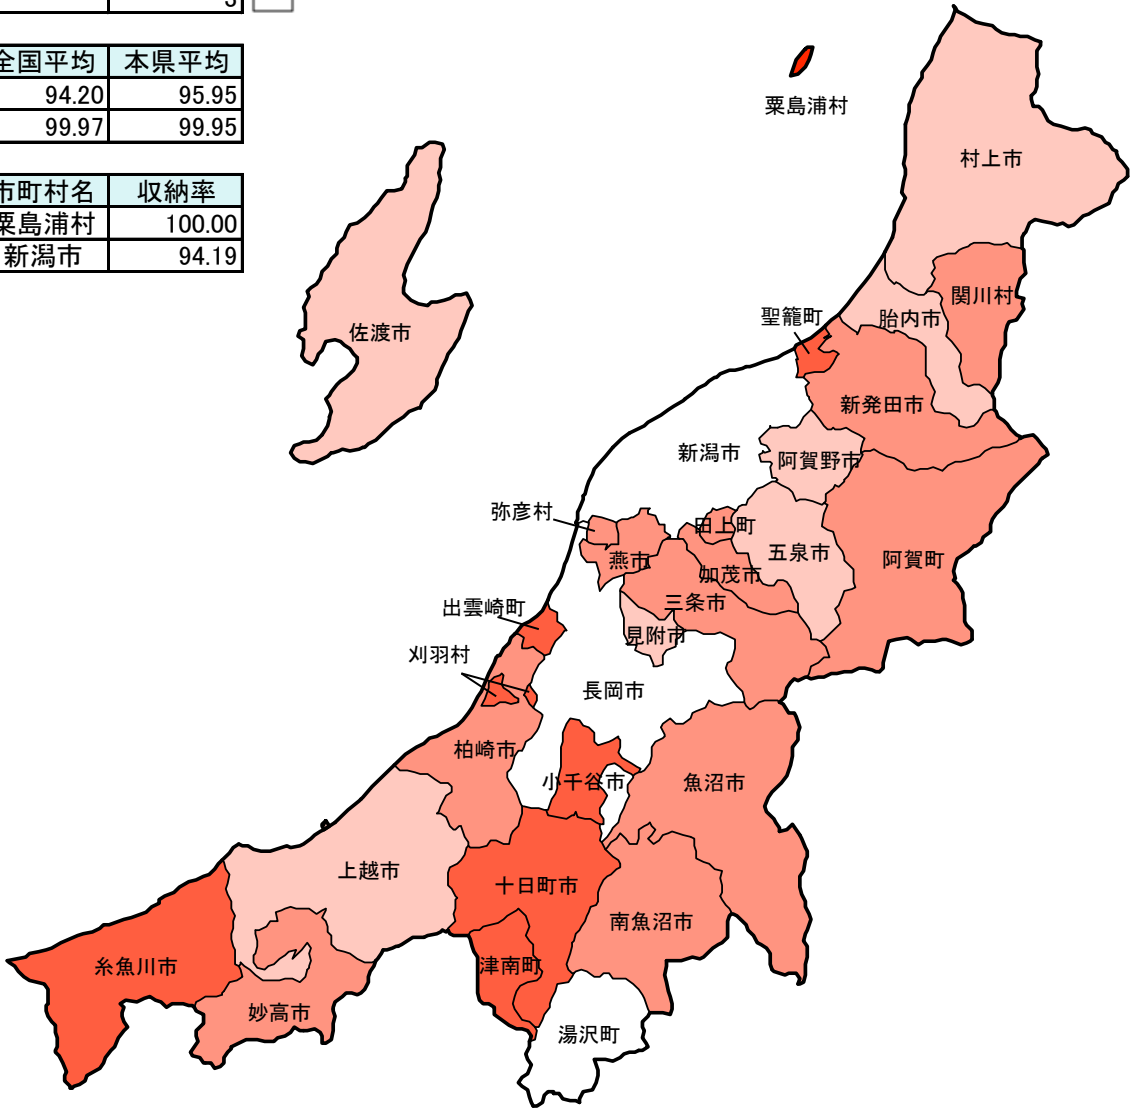 3
全国平均 本県平均
94.20 95.95
99.97 99.95
市町村名 収納率
粟島浦村 100.00
新潟市 94.19
粟島浦村
村上市
関川村
胎内市
聖籠町
佐渡市
新発田市
新潟市
阿賀野市
弥彦村
田上町
五泉市
阿賀町
燕市
加茂市
三条市
出雲崎町
見附市
刈羽村
長岡市
柏崎市
小千谷市
魚沼市
上越市
十日町市
南魚沼市
糸魚川市
津南町
妙高市
湯沢町